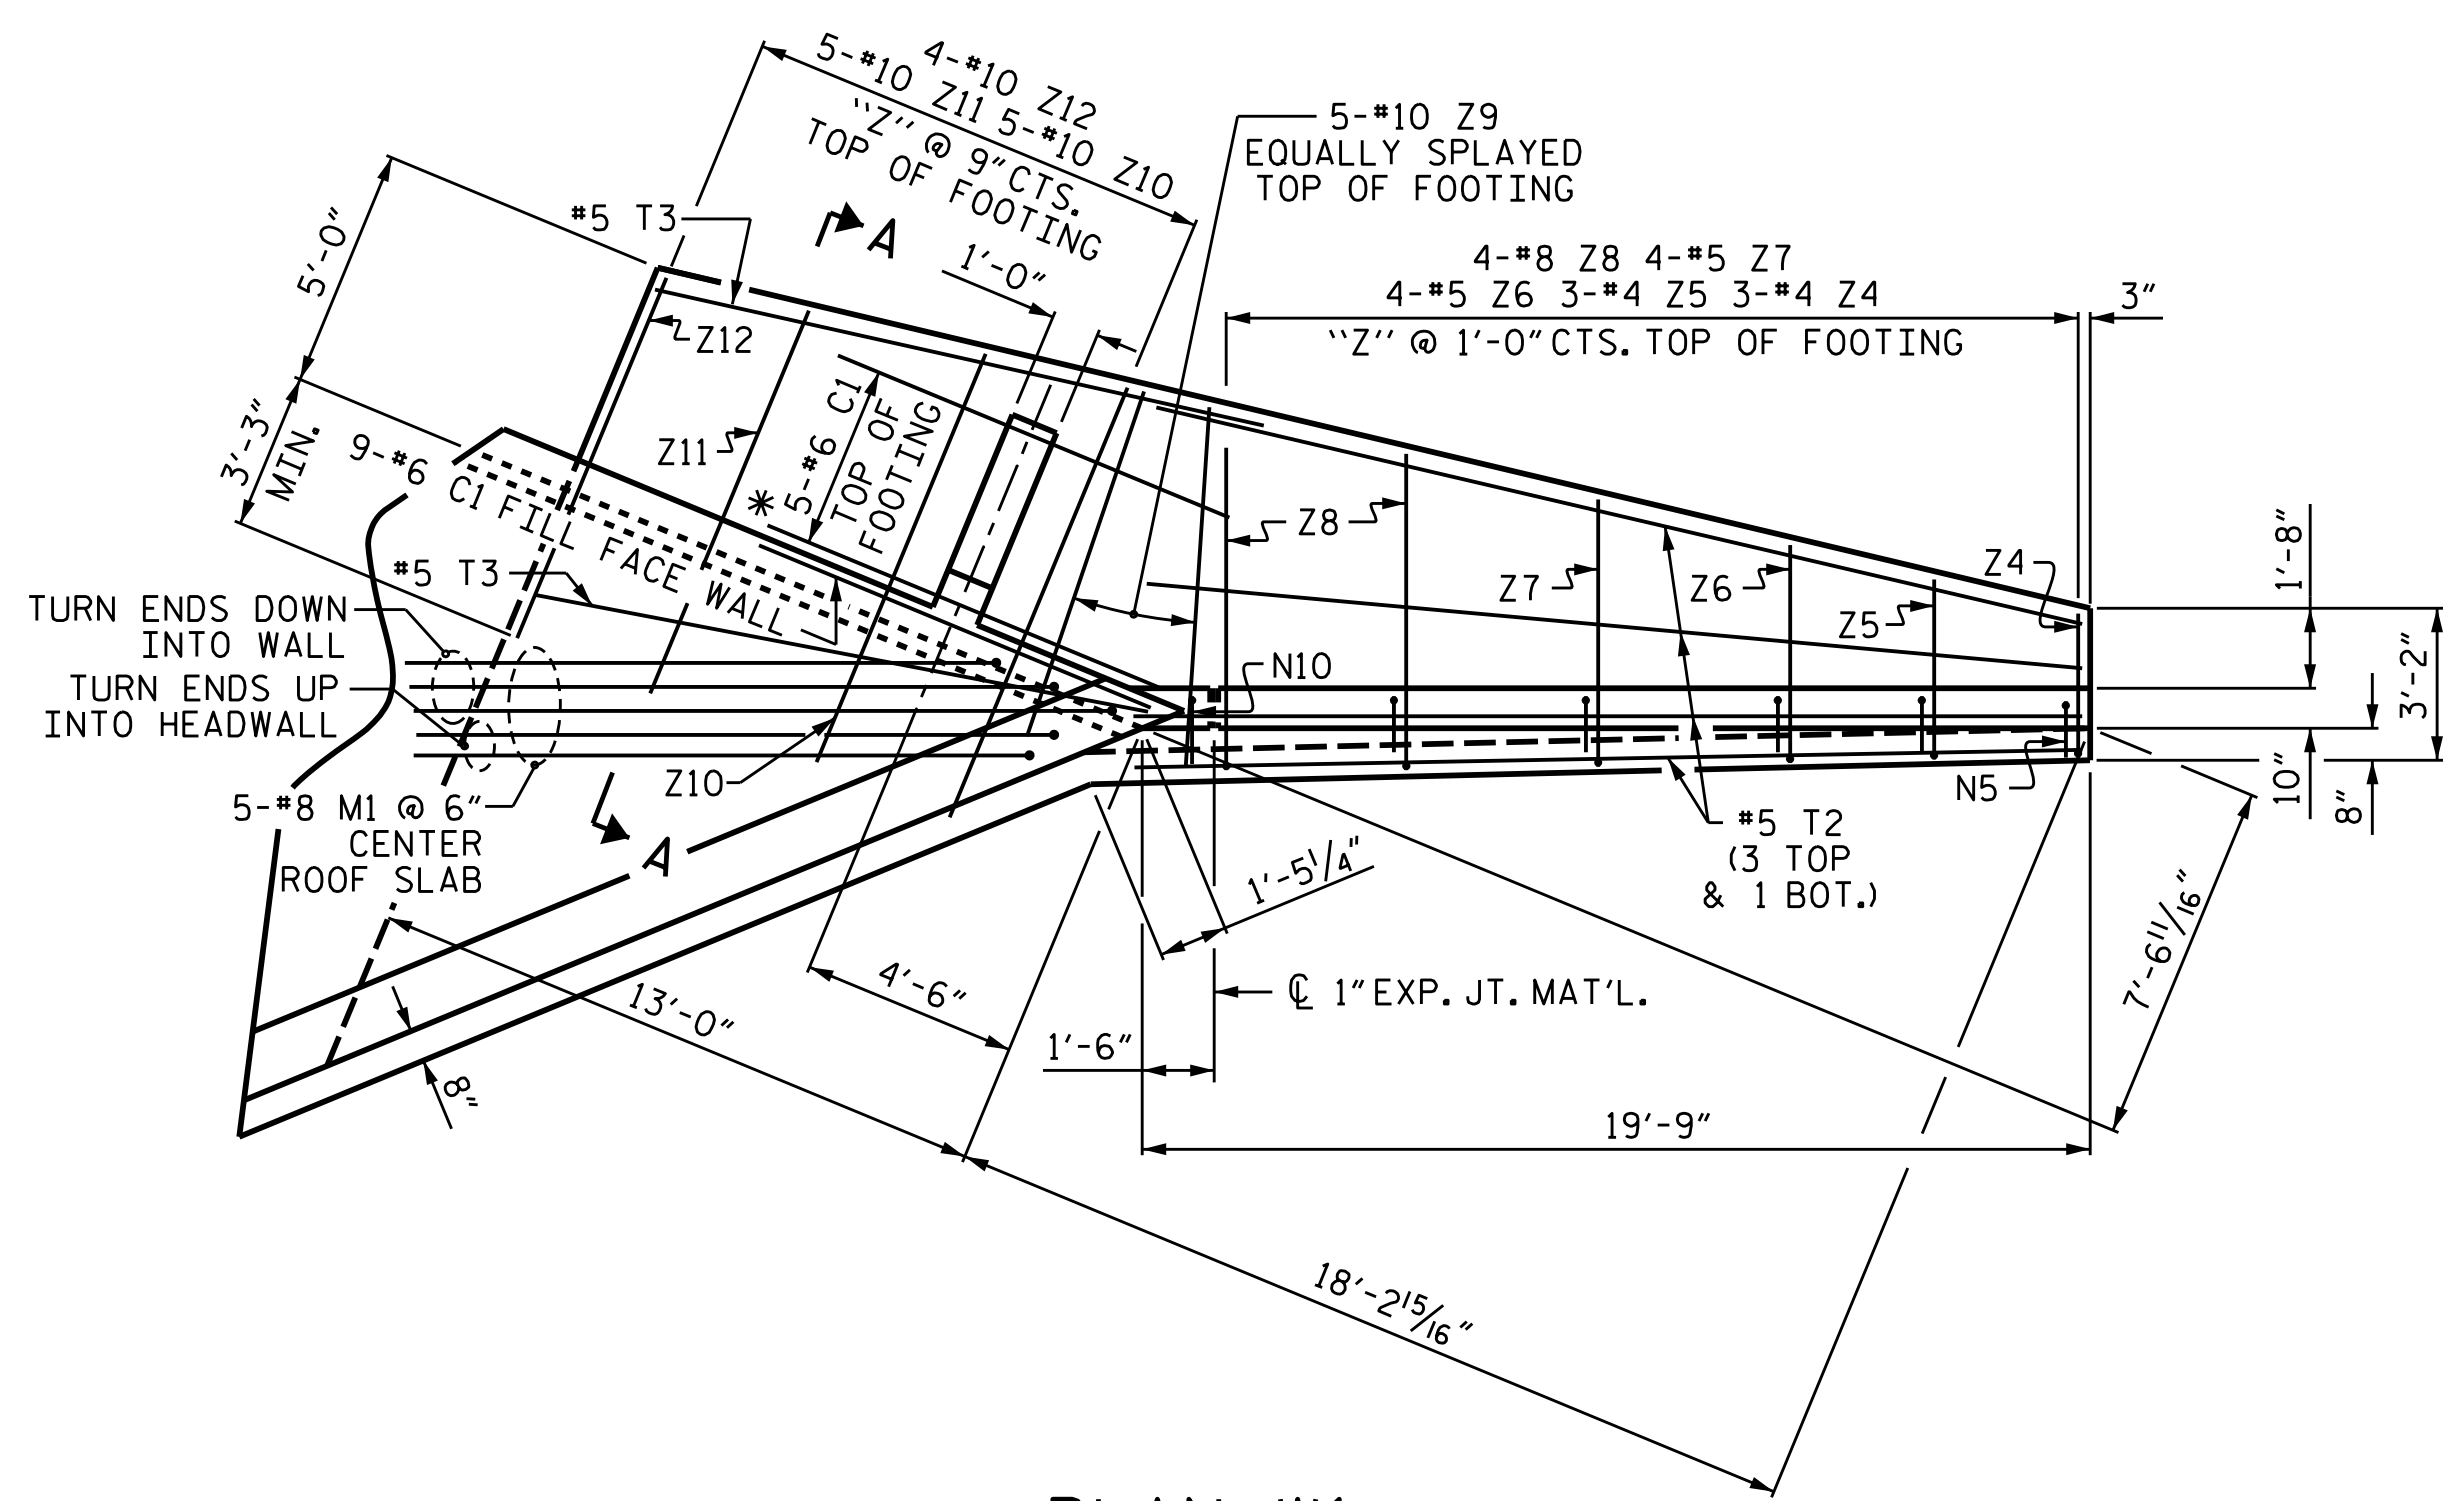 4-#10 Z12
5-#10 Z11 5-#10 Z10
"Z" @ 9" CTS.
TOP OF FOOTING
5-#10 Z9
EQUALLY SPLAYED
TOP OF FOOTING
#5 T3
A
1'-0"
5'-0"
4-#8 Z8 4-#5 Z7
4-#5 Z6 3-#4 Z5 3-#4 Z4
"Z" @ 1'-0" CTS. TOP OF FOOTING
3"
Z12
3'-3"
MIN.
9-#6
C1 FILL FACE WALL
Z11
* 5-#6 C1
TOP OF
FOOTING
Z8
Z7
Z6
Z5
Z4
1'-8"
3'-2"
10"
8"
#5 T3
TURN ENDS DOWN
INTO WALL
TURN ENDS UP
INTO HEADWALL
N10
Z10
5-#8 M1 @ 6"
CENTER
ROOF SLAB
A
N5
#5 T2
(3 TOP
& 1 BOT.)
1'-5 1/4"
7'-6 11/16"
4'-6"
13'-0"
8"
℄ 1" EXP. JT. MAT'L.
1'-6"
19'-9"
18'-2 15/16"